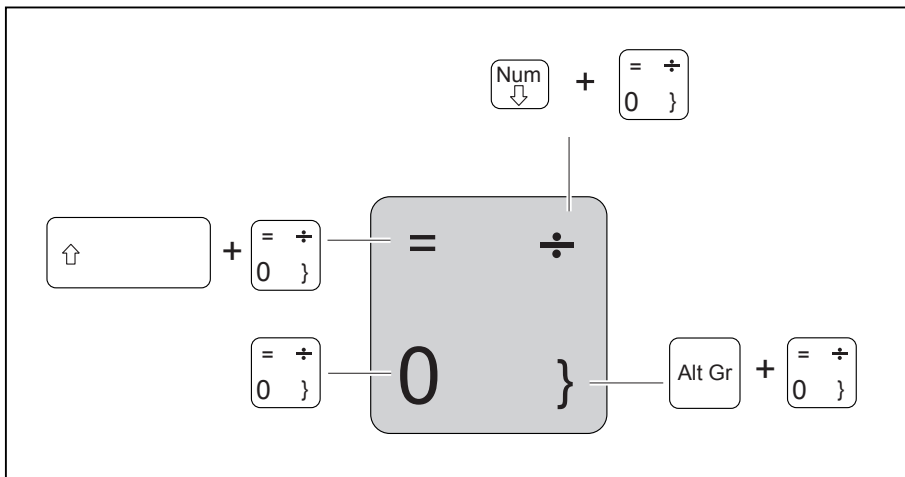 Num + = ÷
⇩ 0 }
⇧ + = ÷
0 }
= ÷
= ÷
0 }
0 }
Alt Gr + = ÷
0 }